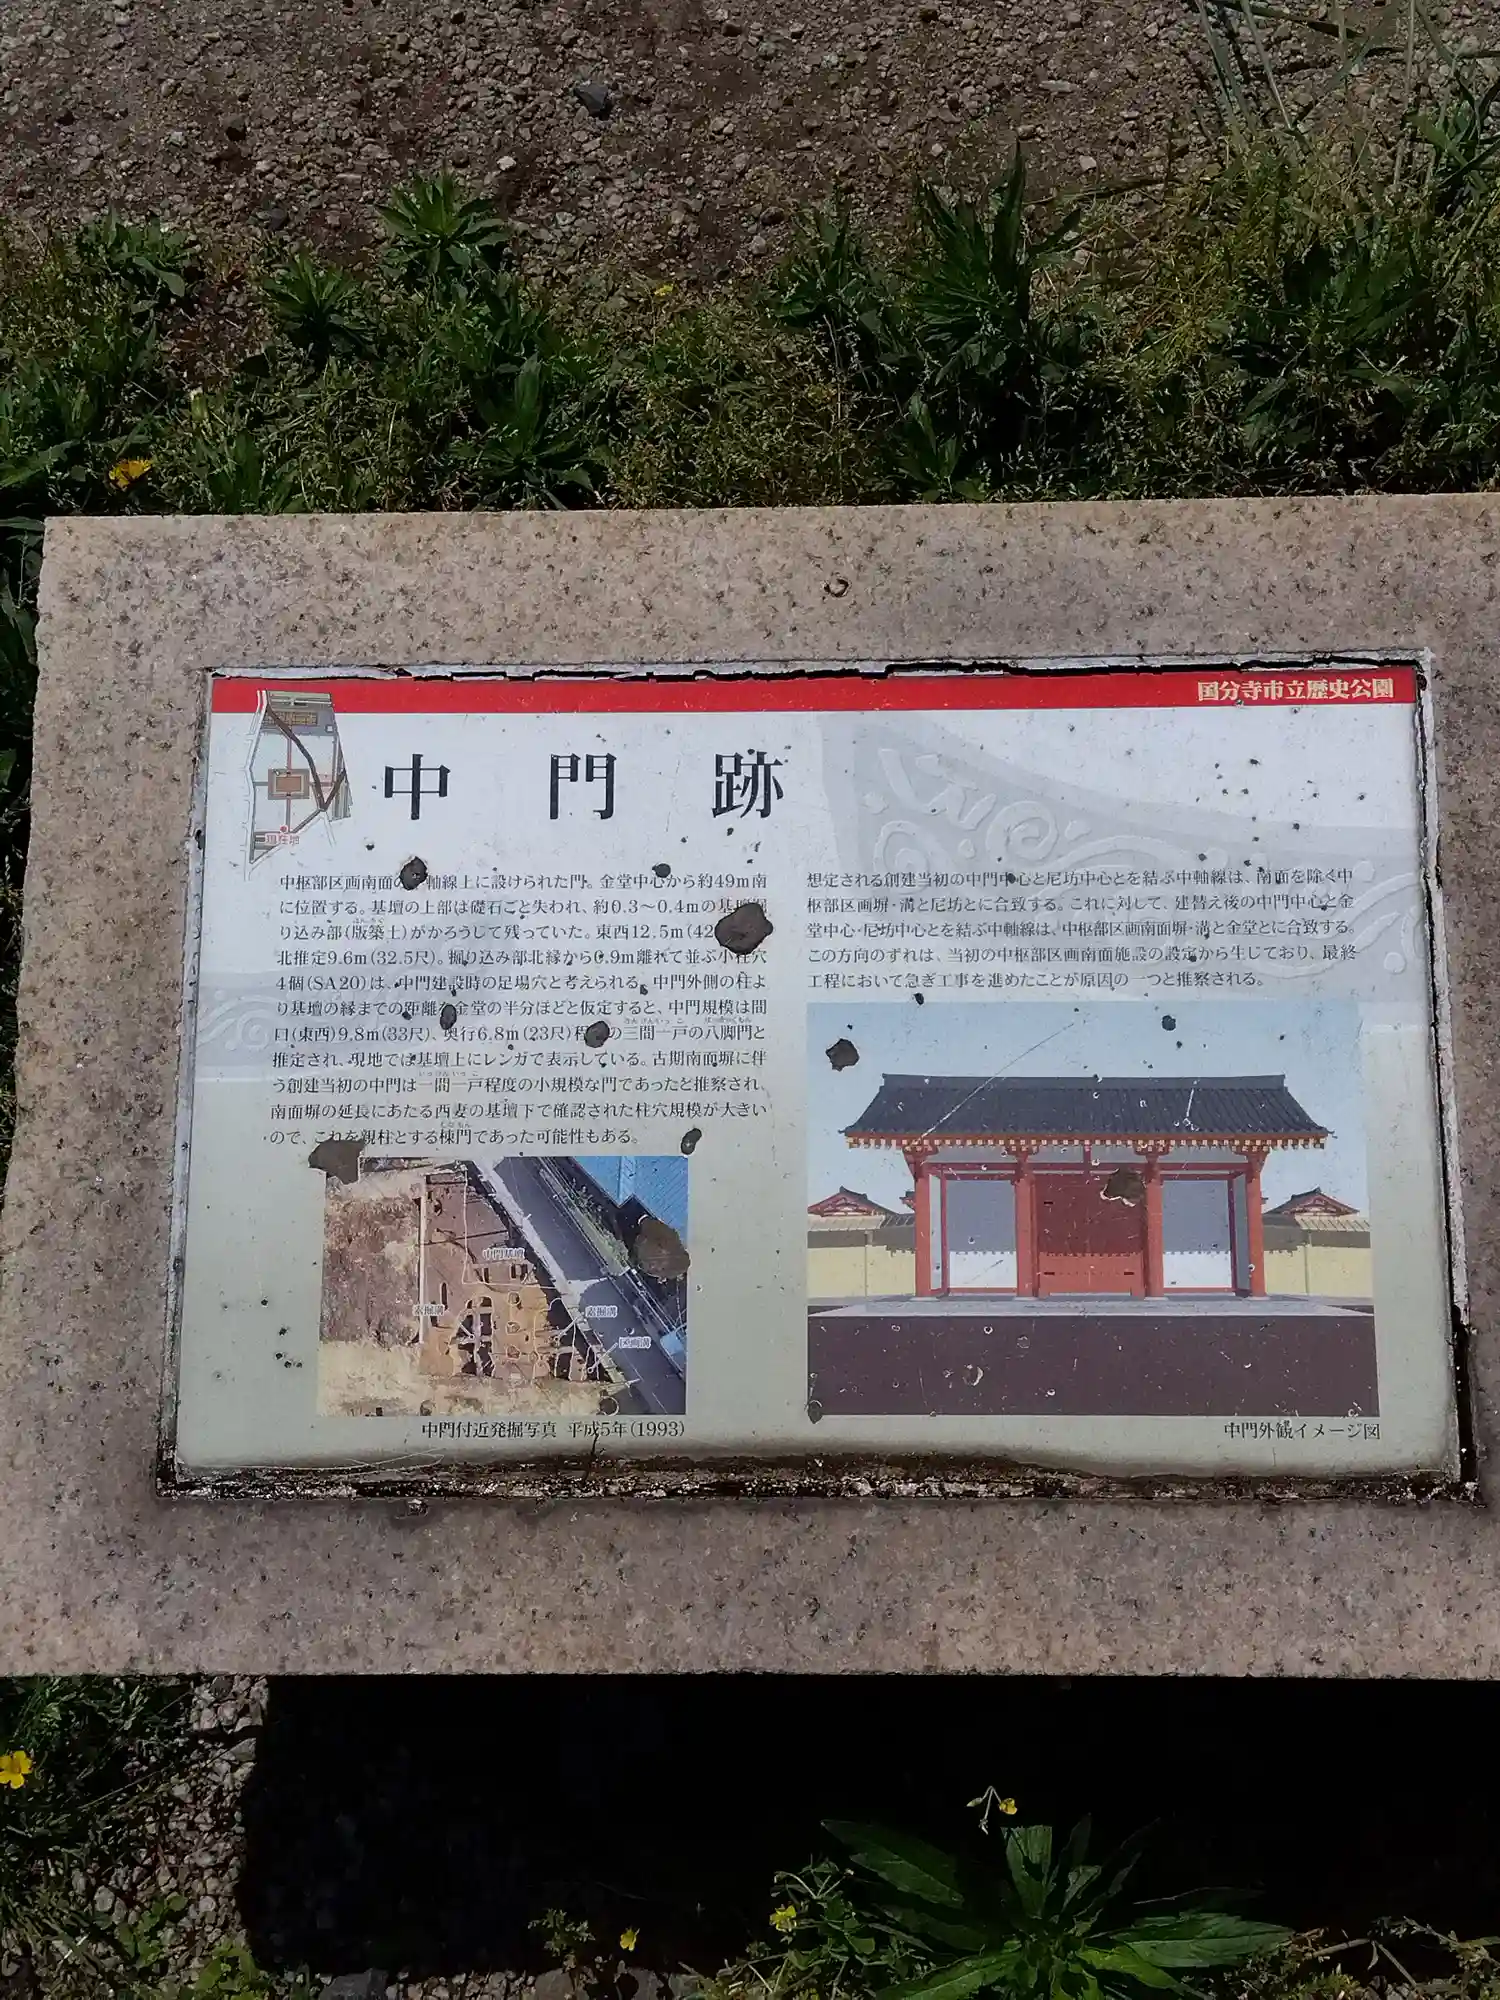 国分寺市立歴史公園
中門跡
現在地
中枢部区画南面の 軸線上に設けられた門。金堂中心から約49m南
に位置する。基壇の上部は礎石ごと失われ、約0.3〜0.4mの基壇掘
り込み部(版築土)がかろうじて残っていた。東西12.5m(42
北推定9.6m(32.5尺)。掘り込み部北縁から0.9m離れて並ぶ小柱穴
4個(SA20)は、中門建設時の足場穴と考えられる。中門外側の柱よ
り基壇の縁までの距離を金堂の半分ほどと仮定すると、中門規模は間
口(東西)9.8m(33尺)、奥行6.8m(23尺)程 の三間一戸の八脚門と
推定され、現地では基壇上にレンガで表示している。古期南面塀に伴
う創建当初の中門は一間一戸程度の小規模な門であったと推察され、
南面塀の延長にあたる西妻の基壇下で確認された柱穴規模が大きい
ので、これを親柱とする棟門であった可能性もある。
想定される創建当初の中門中心と尼坊中心とを結ぶ中軸線は、南面を除く中
枢部区画塀・溝と尼坊とに合致する。これに対して、建替え後の中門中心と金
堂中心・尼坊中心とを結ぶ中軸線は、中枢部区画南面塀・溝と金堂とに合致する。
この方向のずれは、当初の中枢部区画南面施設の設定から生じており、最終
工程において急ぎ工事を進めたことが原因の一つと推察される。
中門基壇
素掘溝
素掘溝
区画溝
中門付近発掘写真 平成5年(1993)
中門外観イメージ図